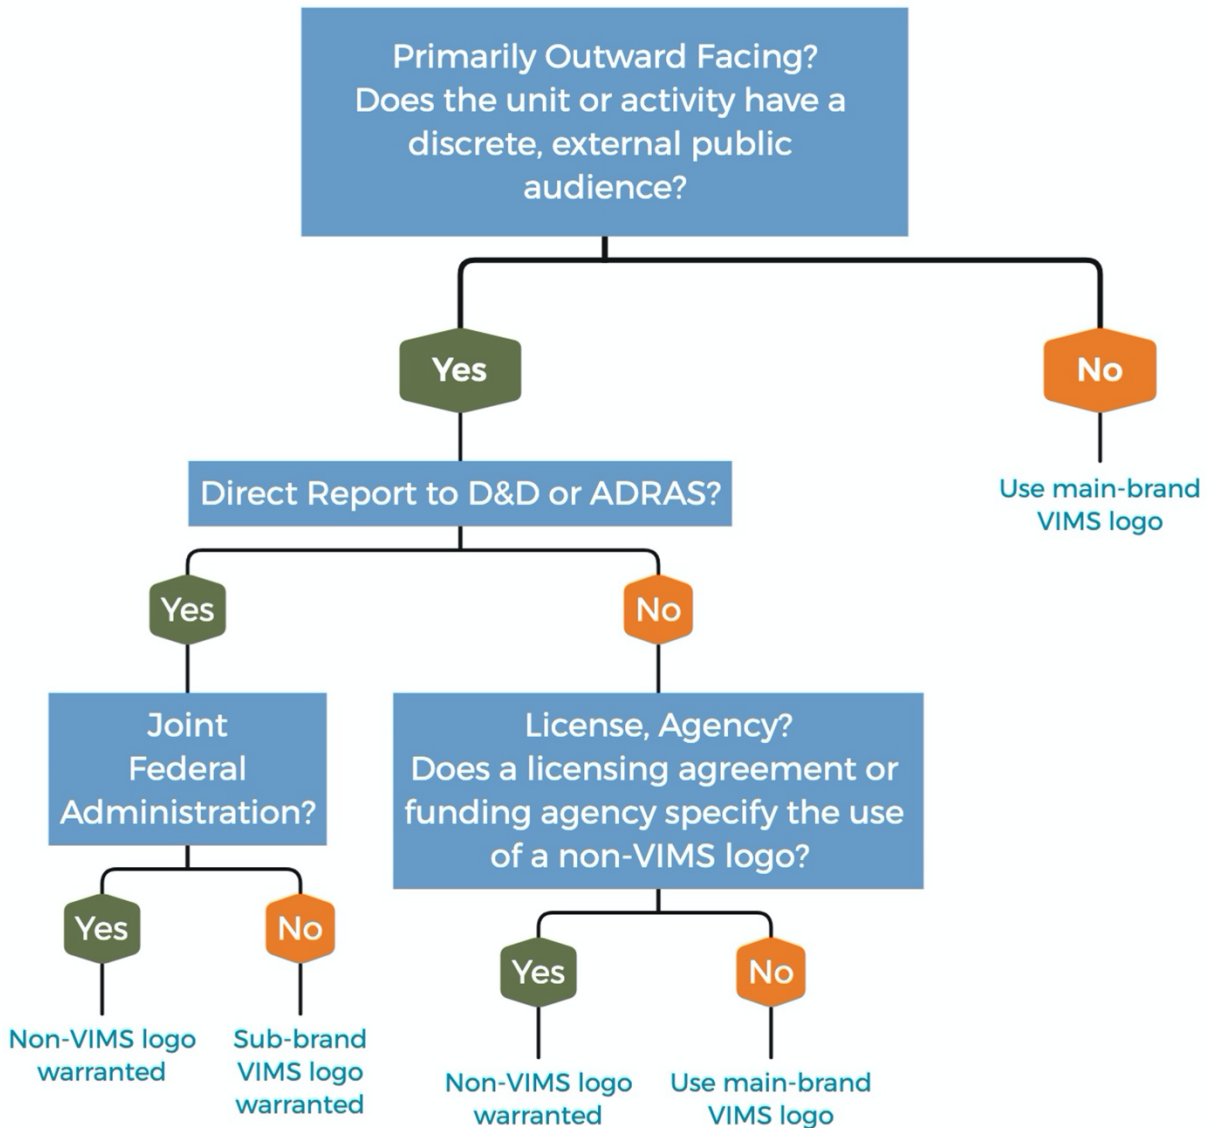 Primarily Outward Facing?
Does the unit or activity have a
discrete, external public
audience?
Yes
No
Use main-brand
VIMS logo
Direct Report to D&D or ADRAS?
Yes
No
Joint
Federal
Administration?
License, Agency?
Does a licensing agreement or
funding agency specify the use
of a non-VIMS logo?
Yes
No
Yes
No
Non-VIMS logo
warranted
Sub-brand
VIMS logo
warranted
Non-VIMS logo
warranted
Use main-brand
VIMS logo